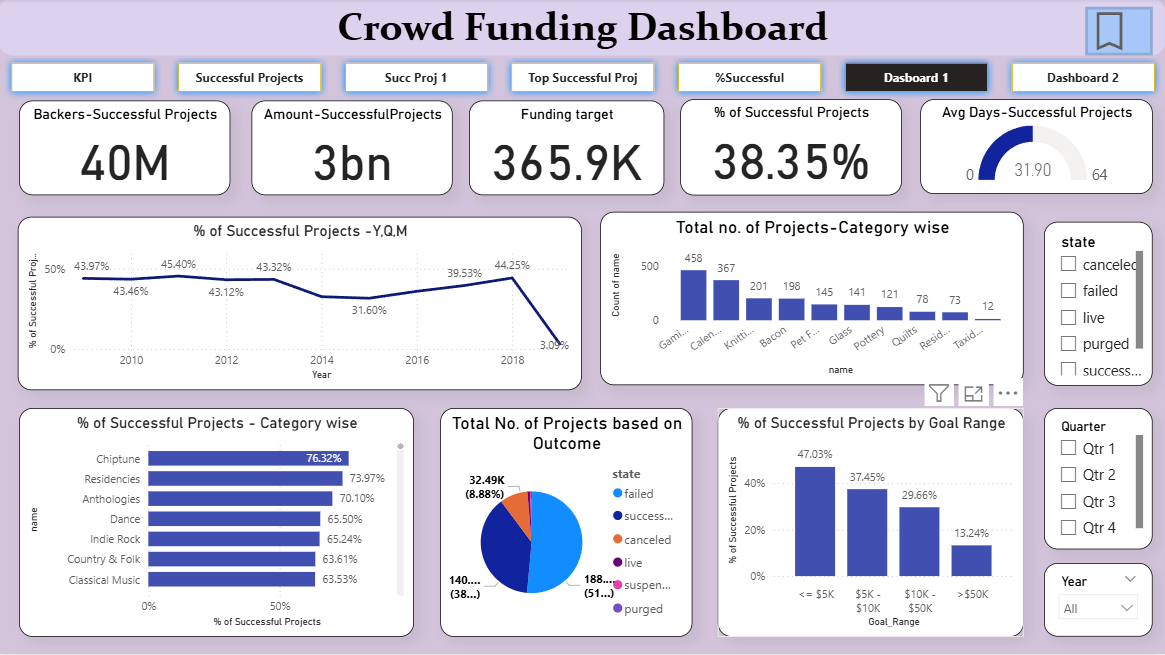 Crowd Funding Dashboard
KPI
Successful Projects
Succ Proj 1
Top Successful Proj
%Successful
Dasboard 1
Dashboard 2
Backers-Successful Projects
40M
Amount-SuccessfulProjects
3bn
Funding target
365.9K
% of Successful Projects
38.35%
Avg Days-Successful Projects
0
31.90
64
% of Successful Projects -Y,Q,M
% of Successful Proj...
50%
0%
43.97%
43.46%
45.40%
43.12%
43.32%
31.60%
39.53%
44.25%
3.09%
2010
2012
2014
2016
2018
Year
Total no. of Projects-Category wise
Count of name
500
0
458
367
201
198
145
141
121
78
73
12
Gami...
Calen...
Knitti...
Bacon
Pet F...
Glass
Pottery
Quilts
Resid...
Taxid...
name
state
canceled
failed
live
purged
success...
% of Successful Projects - Category wise
name
Chiptune
76.32%
Residencies
73.97%
Anthologies
70.10%
Dance
65.50%
Indie Rock
65.24%
Country & Folk
63.61%
Classical Music
63.53%
0%
50%
% of Successful Projects
Total No. of Projects based on
Outcome
32.49K
(8.88%)
140....
(38...)
188....
(51...)
state
failed
success...
canceled
live
suspen...
purged
% of Successful Projects by Goal Range
% of Successful Projects
40%
20%
0%
47.03%
37.45%
29.66%
13.24%
<= $5K
$5K -
$10K
$10K -
$50K
>$50K
Goal_Range
Quarter
Qtr 1
Qtr 2
Qtr 3
Qtr 4
Year
All